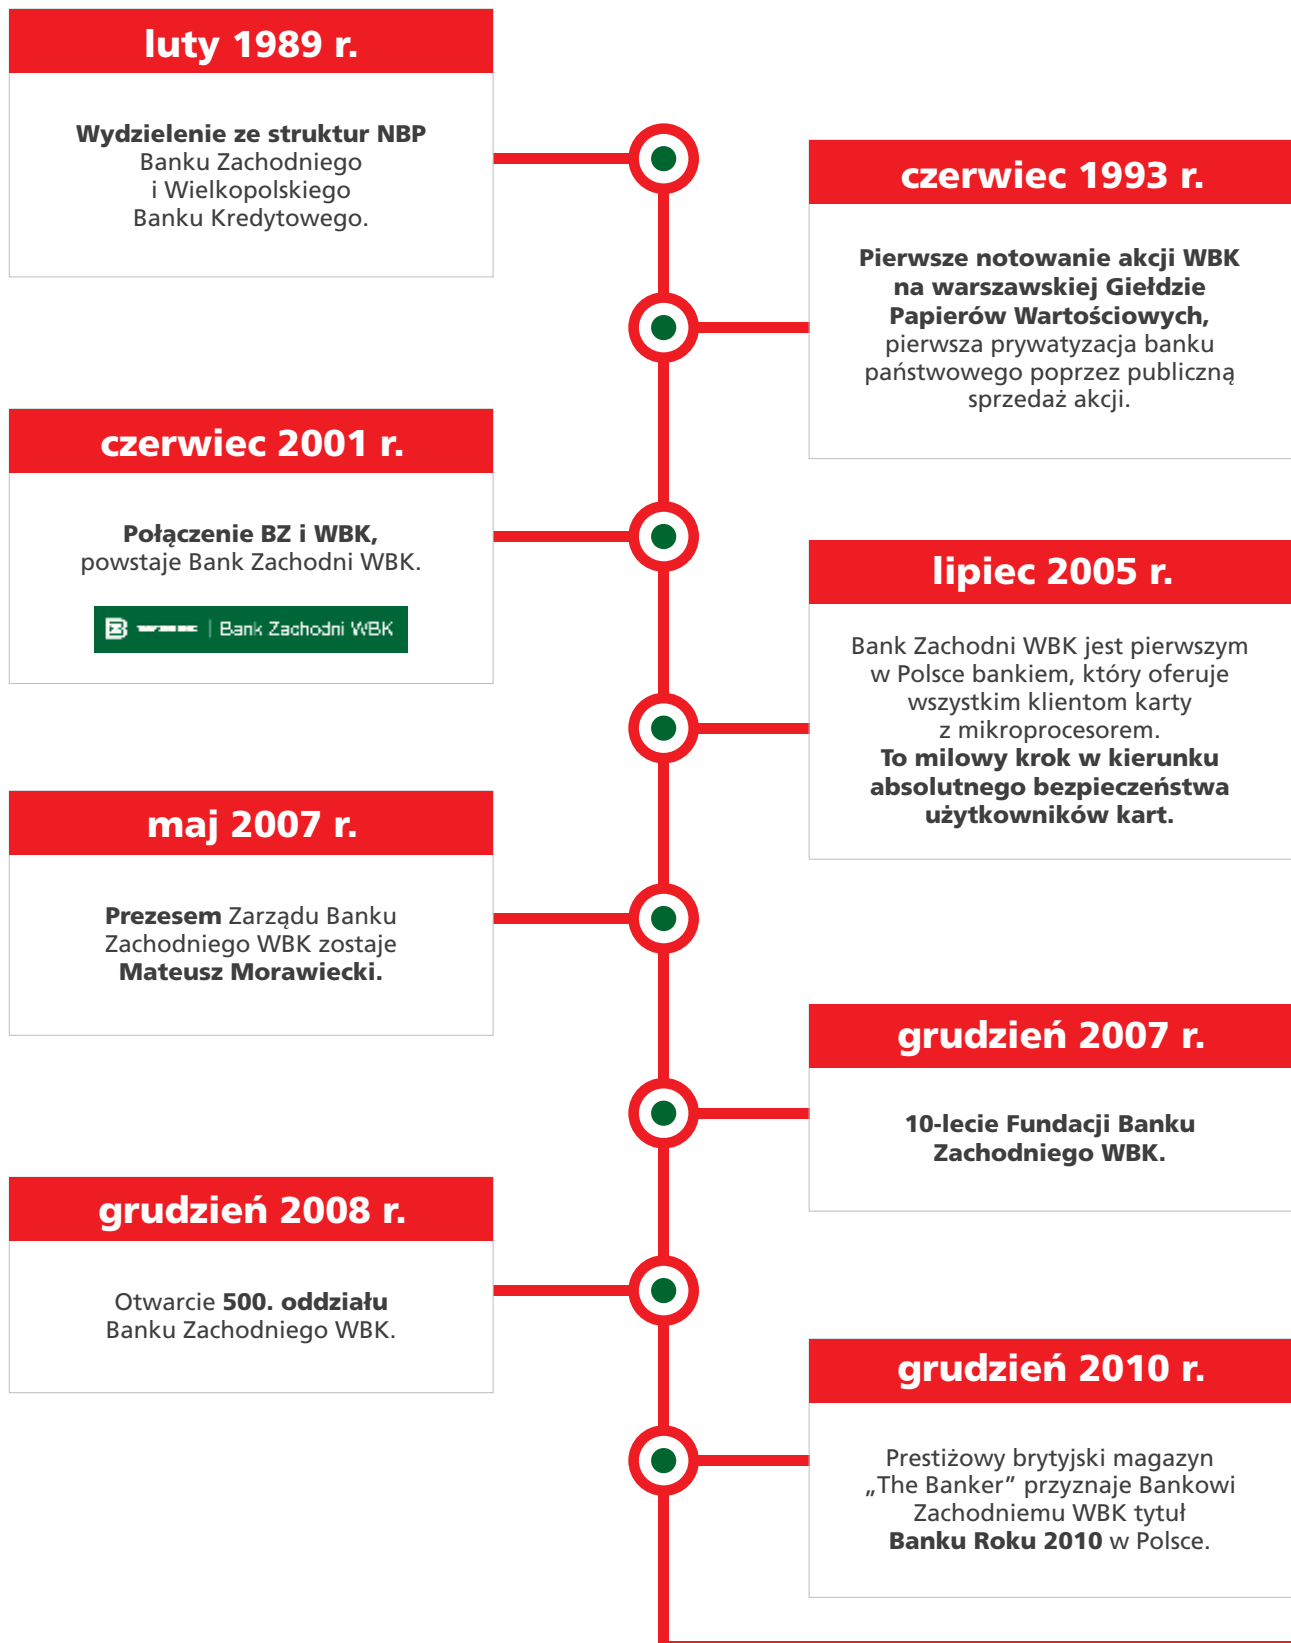 luty 1989 r.
Wydzielenie ze struktur NBP
Banku Zachodniego
i Wielkopolskiego
Banku Kredytowego.
czerwiec 1993 r.
Pierwsze notowanie akcji WBK
na warszawskiej Giełdzie
Papierów Wartościowych,
pierwsza prywatyzacja banku
państwowego poprzez publiczną
sprzedaż akcji.
czerwiec 2001 r.
Połączenie BZ i WBK,
powstaje Bank Zachodni WBK.
Bank Zachodni WBK
lipiec 2005 r.
Bank Zachodni WBK jest pierwszym
w Polsce bankiem, który oferuje
wszystkim klientom karty
z mikroprocesorem.
To milowy krok w kierunku
absolutnego bezpieczeństwa
użytkowników kart.
maj 2007 r.
Prezesem Zarządu Banku
Zachodniego WBK zostaje
Mateusz Morawiecki.
grudzień 2007 r.
10-lecie Fundacji Banku
Zachodniego WBK.
grudzień 2008 r.
Otwarcie 500. oddziału
Banku Zachodniego WBK.
grudzień 2010 r.
Prestiżowy brytyjski magazyn
„The Banker” przyznaje Bankowi
Zachodniemu WBK tytuł
Banku Roku 2010 w Polsce.